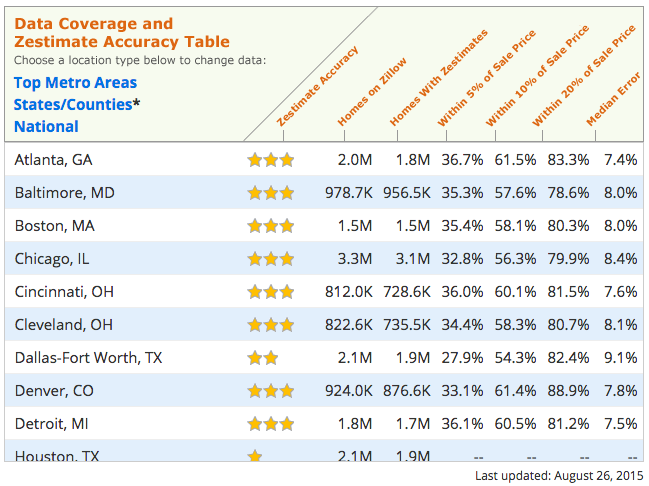 Data Coverage and
Zestimate Accuracy Table
Choose a location type below to change data:
Top Metro Areas
States/Counties*
National
Zestimate Accuracy
Homes on Zillow
Homes With Zestimates
Within 5% of Sale Price
Within 10% of Sale Price
Within 20% of Sale Price
Median Error
Atlanta, GA 2.0M 1.8M 36.7% 61.5% 83.3% 7.4%
Baltimore, MD 978.7K 956.5K 35.3% 57.6% 78.6% 8.0%
Boston, MA 1.5M 1.5M 35.4% 58.1% 80.3% 8.0%
Chicago, IL 3.3M 3.1M 32.8% 56.3% 79.9% 8.4%
Cincinnati, OH 812.0K 728.6K 36.0% 60.1% 81.5% 7.6%
Cleveland, OH 822.6K 735.5K 34.4% 58.3% 80.7% 8.1%
Dallas-Fort Worth, TX 2.1M 1.9M 27.9% 54.3% 82.4% 9.1%
Denver, CO 924.0K 876.6K 33.1% 61.4% 88.9% 7.8%
Detroit, MI 1.8M 1.7M 36.1% 60.5% 81.2% 7.5%
Houston, TX 2.1M 1.9M -- -- -- --
Last updated: August 26, 2015